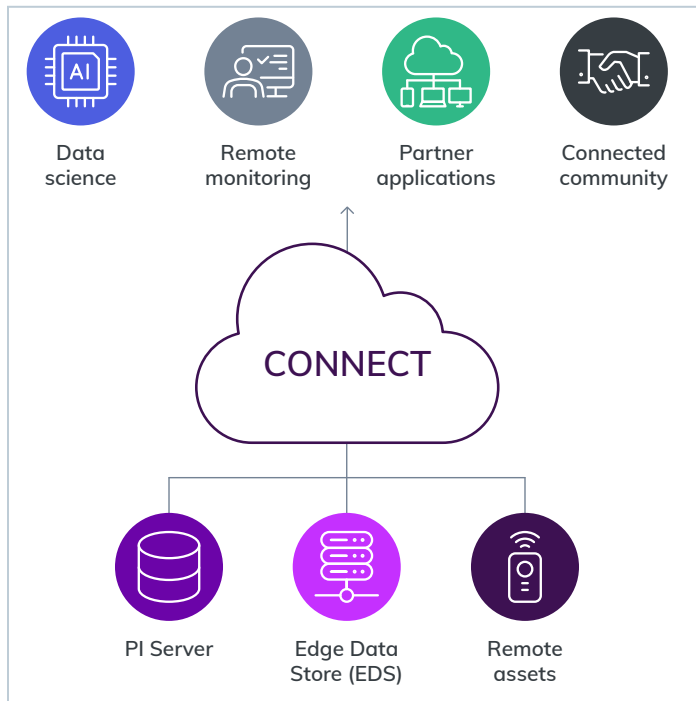 AI
Data
science
Remote
monitoring
Partner
applications
Connected
community
CONNECT
PI Server
Edge Data
Store (EDS)
Remote
assets